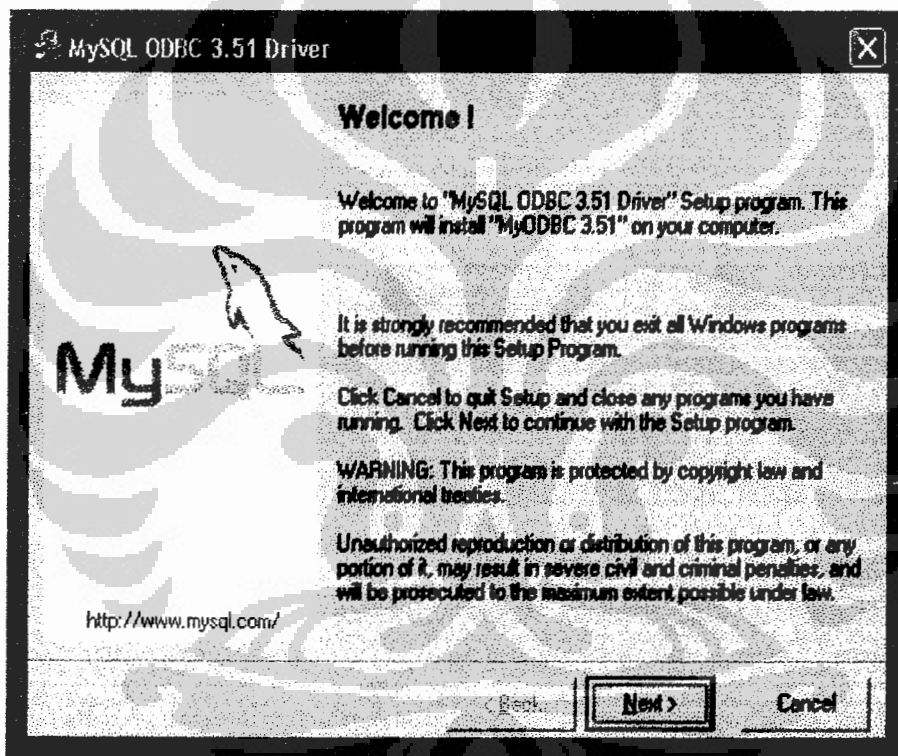 MySQL ODBC 3.51 Driver
Welcome !
Welcome to "MySQL ODBC 3.51 Driver" Setup program. This
program will install "MyODBC 3.51" on your computer.
It is strongly recommended that you exit all Windows programs
before running this Setup Program.
MySQL
Click Cancel to quit Setup and close any programs you have
running. Click Next to continue with the Setup program.
WARNING: This program is protected by copyright law and
international treaties.
Unauthorized reproduction or distribution of this program, or any
portion of it, may result in severe civil and criminal penalties, and
will be prosecuted to the maximum extent possible under law.
http://www.mysql.com/
< Back
Next >
Cancel